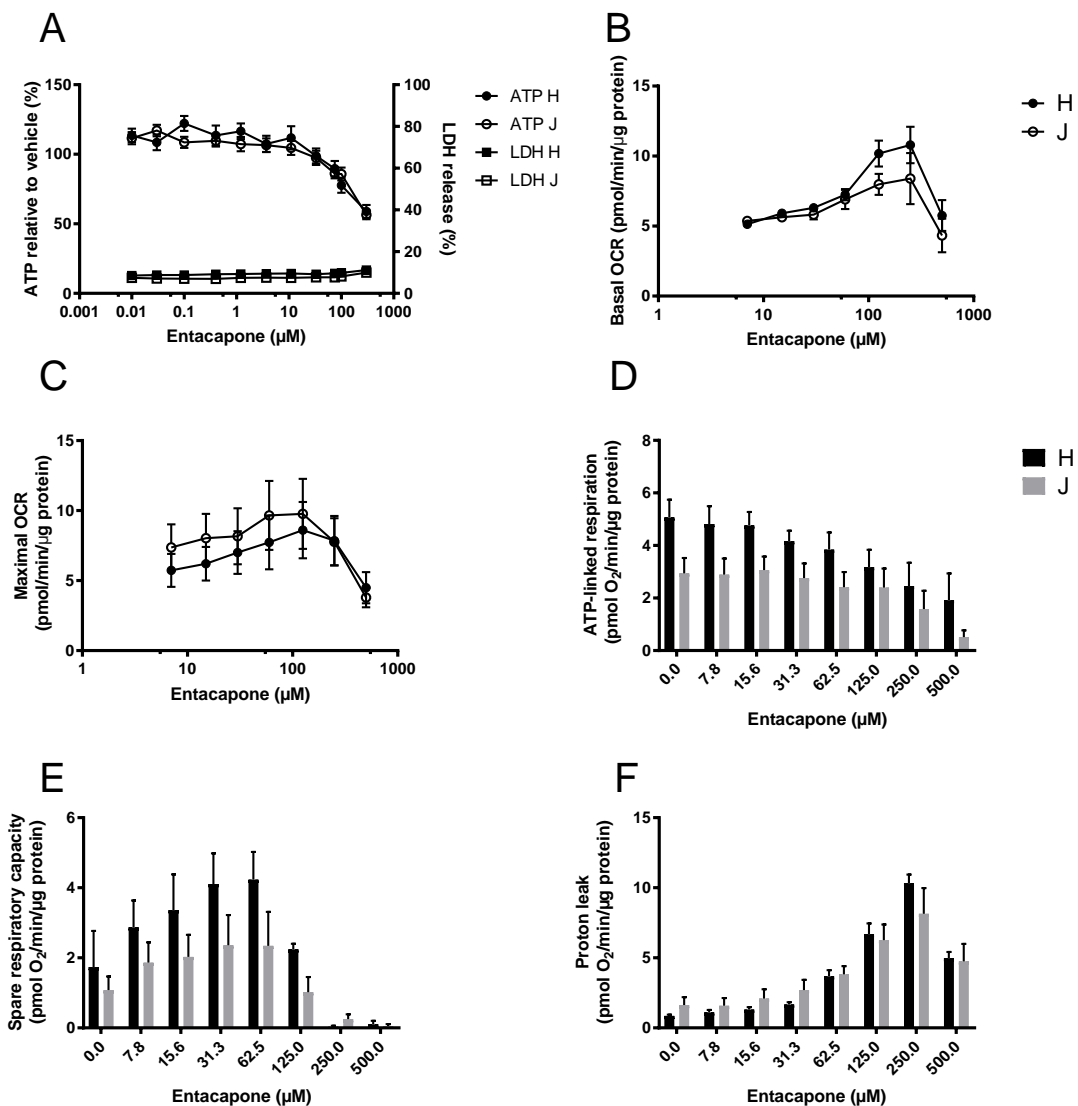 A
ATP relative to vehicle (%)
150
100
50
0
100
80
60
40
20
0
LDH release (%)
0.001 0.01 0.1 1 10 100 1000
Entacapone (µM)
ATP H
ATP J
LDH H
LDH J
B
Basal OCR (pmol/min/µg protein)
15
10
5
0
1 10 100 1000
Entacapone (µM)
H
J
C
Maximal OCR
(pmol/min/µg protein)
15
10
5
0
1 10 100 1000
Entacapone (µM)
D
ATP-linked respiration
(pmol O₂/min/µg protein)
8
6
4
2
0
0.0 7.8 15.6 31.3 62.5 125.0 250.0 500.0
Entacapone (µM)
H
J
E
Spare respiratory capacity
(pmol O₂/min/µg protein)
6
4
2
0
0.0 7.8 15.6 31.3 62.5 125.0 250.0 500.0
Entacapone (µM)
F
Proton leak
(pmol O₂/min/µg protein)
15
10
5
0
0.0 7.8 15.6 31.3 62.5 125.0 250.0 500.0
Entacapone (µM)